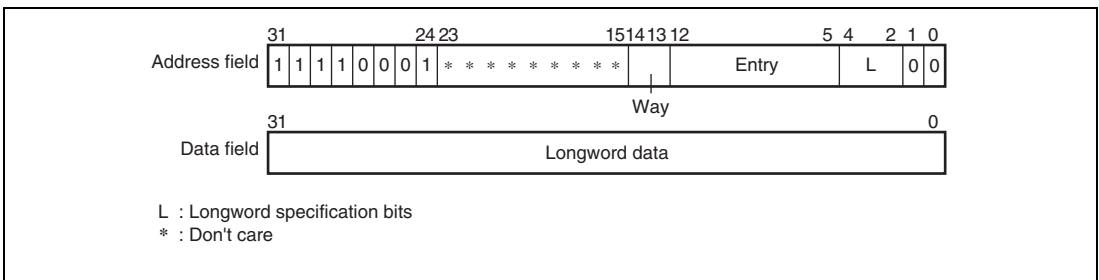 31 24 23 15 14 13 12 5 4 2 1 0
Address field 1 1 1 1 0 0 0 1 * * * * * * * * * Entry L 0 0
Way
31 0
Data field Longword data
L : Longword specification bits
* : Don't care